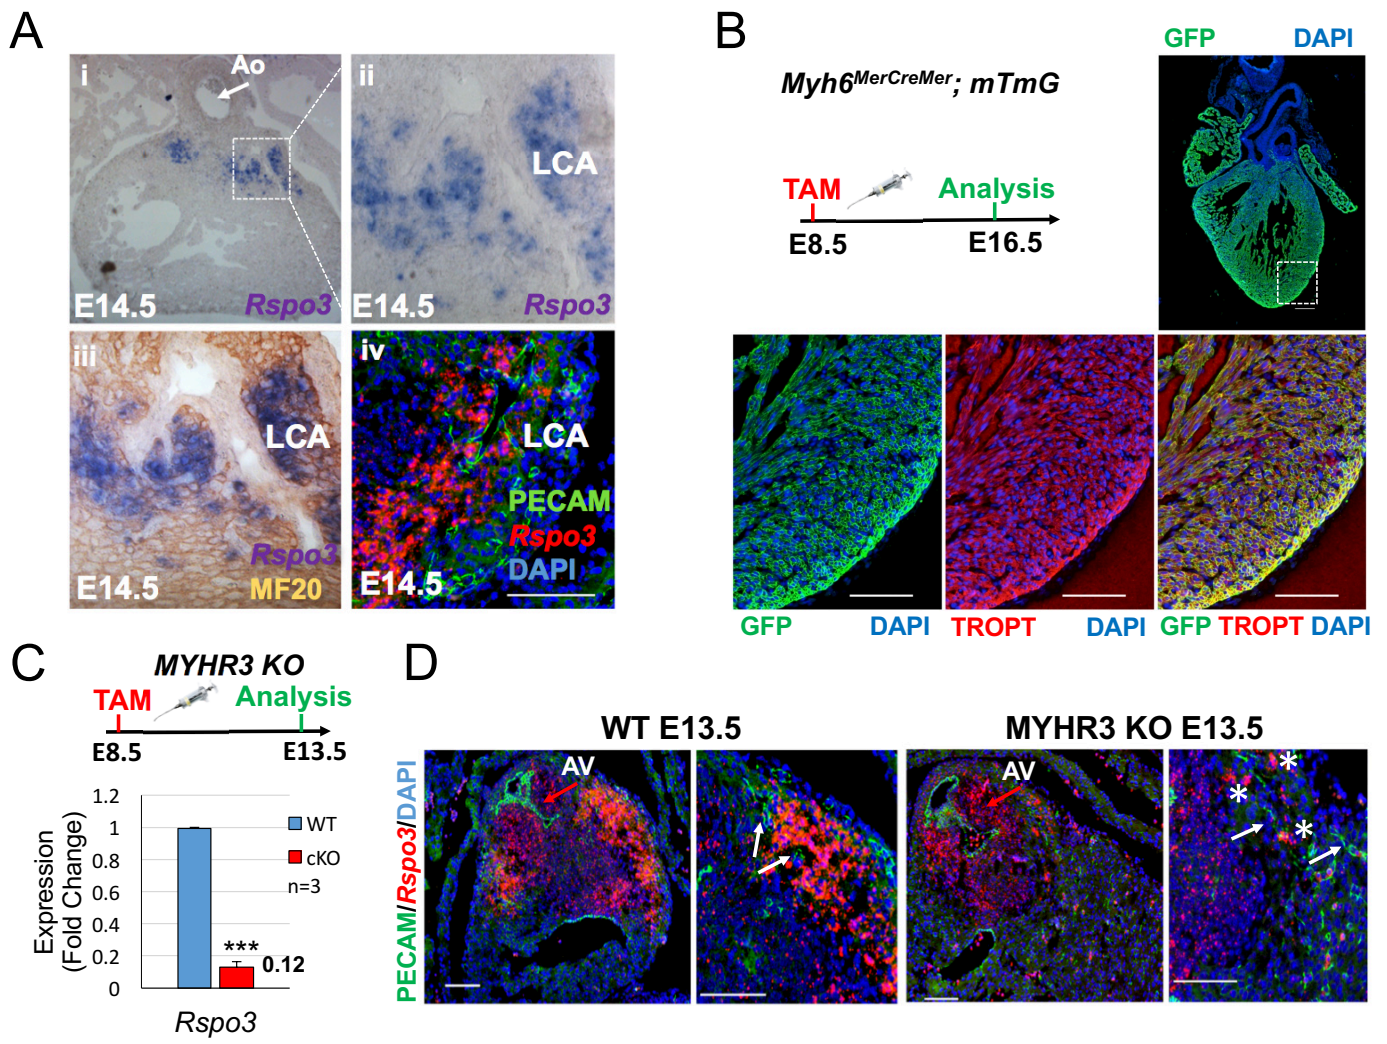 A
i
Ao
E14.5
Rspo3
ii
LCA
E14.5
Rspo3
iii
LCA
Rspo3
E14.5
MF20
iv
LCA
PECAM
Rspo3
DAPI
E14.5
B
Myh6MerCreMer; mTmG
TAM
Analysis
E8.5
E16.5
GFP DAPI
GFP DAPI
TROPT DAPI
GFP TROPT DAPI
C
MYHR3 KO
TAM
Analysis
E8.5
E13.5
Expression
(Fold Change)
1.2
1
0.8
0.6
0.4
0.2
0
WT
cKO
n=3
***
0.12
Rspo3
D
WT E13.5
MYHR3 KO E13.5
PECAM/Rspo3/DAPI
AV
AV
*
*
*